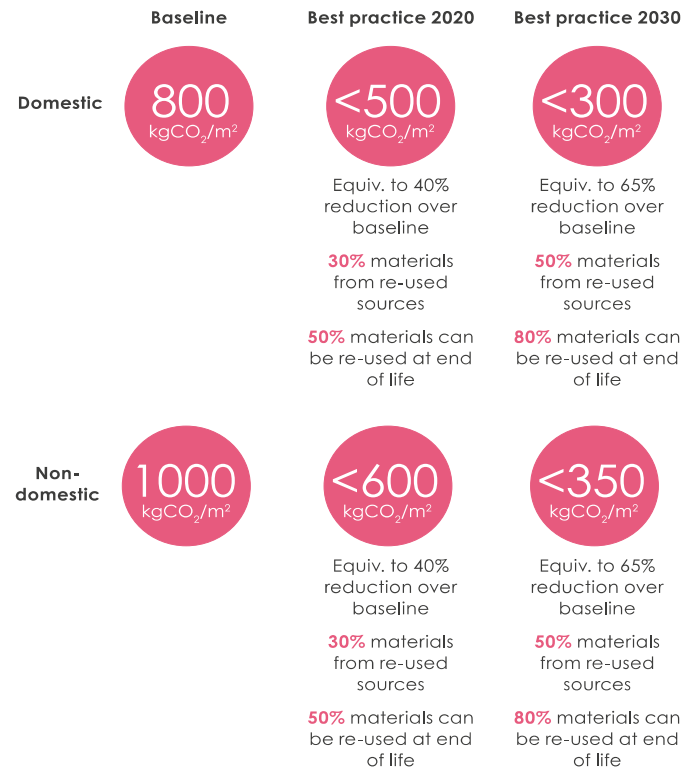 Baseline
Best practice 2020
Best practice 2030
Domestic
800
kgCO₂/m²
<500
kgCO₂/m²
<300
kgCO₂/m²
Equiv. to 40%
reduction over
baseline
30% materials
from re-used
sources
50% materials can
be re-used at end
of life
Equiv. to 65%
reduction over
baseline
50% materials
from re-used
sources
80% materials can
be re-used at end
of life
Non-
domestic
1000
kgCO₂/m²
<600
kgCO₂/m²
<350
kgCO₂/m²
Equiv. to 40%
reduction over
baseline
30% materials
from re-used
sources
50% materials can
be re-used at end
of life
Equiv. to 65%
reduction over
baseline
50% materials
from re-used
sources
80% materials can
be re-used at end
of life